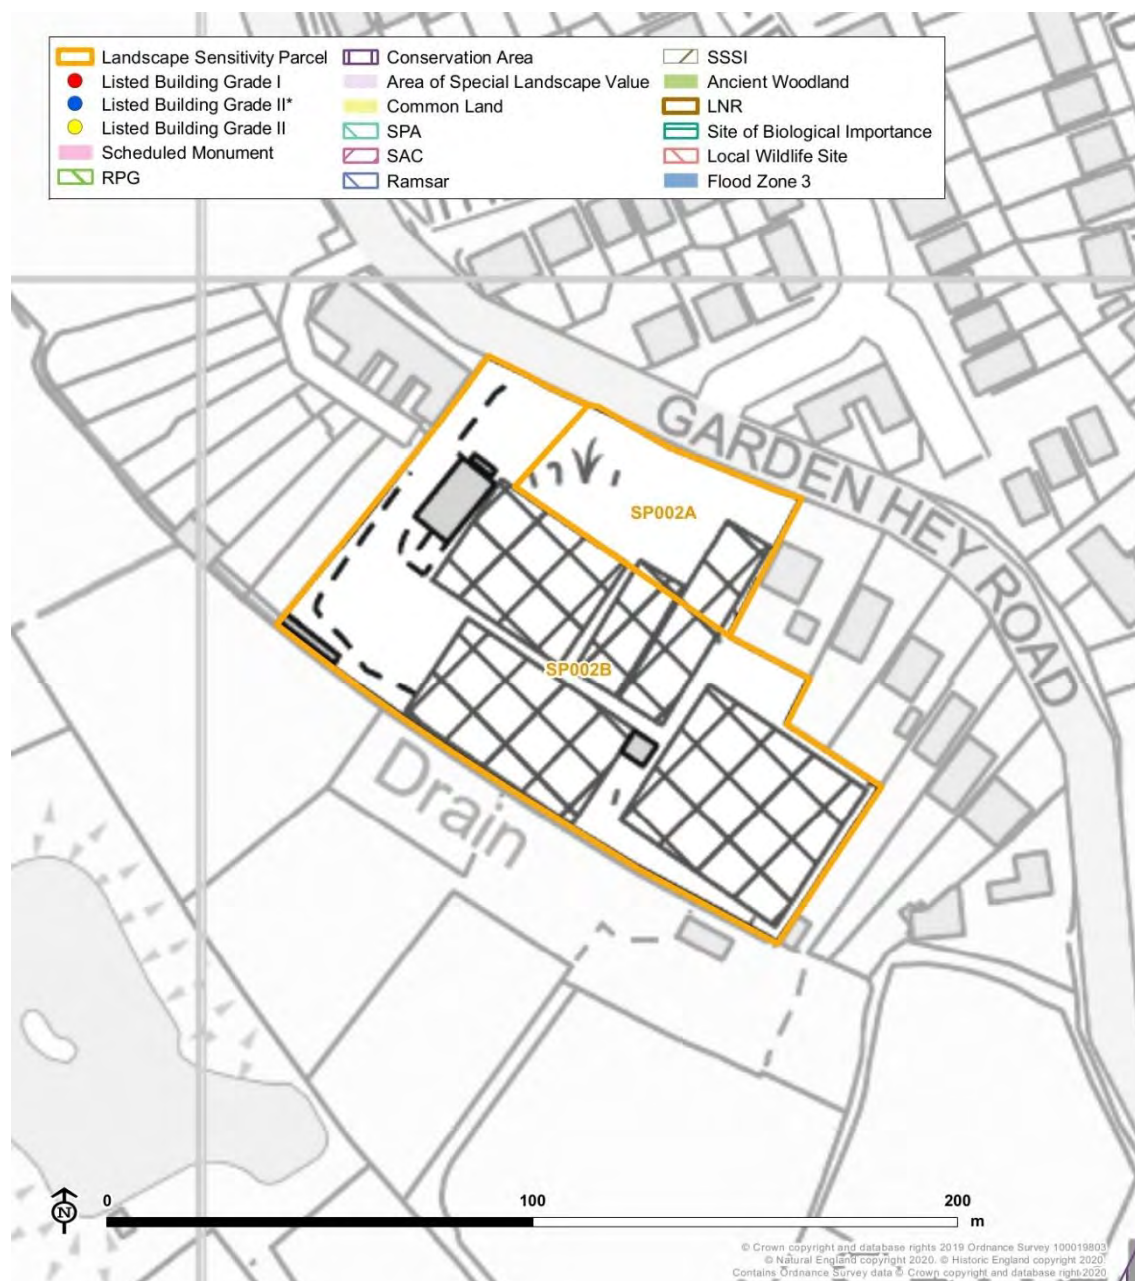 Landscape Sensitivity Parcel
Listed Building Grade I
Listed Building Grade II*
Listed Building Grade II
Scheduled Monument
RPG
Conservation Area
Area of Special Landscape Value
Common Land
SPA
SAC
Ramsar
SSSI
Ancient Woodland
LNR
Site of Biological Importance
Local Wildlife Site
Flood Zone 3
GARDEN HEY ROAD
SP002A
SP002B
Drain
N
0 100 200 m
© Crown copyright and database rights 2019 Ordnance Survey 100019803
© Natural England copyright 2020. © Historic England copyright 2020.
Contains Ordnance Survey data © Crown copyright and database right 2020